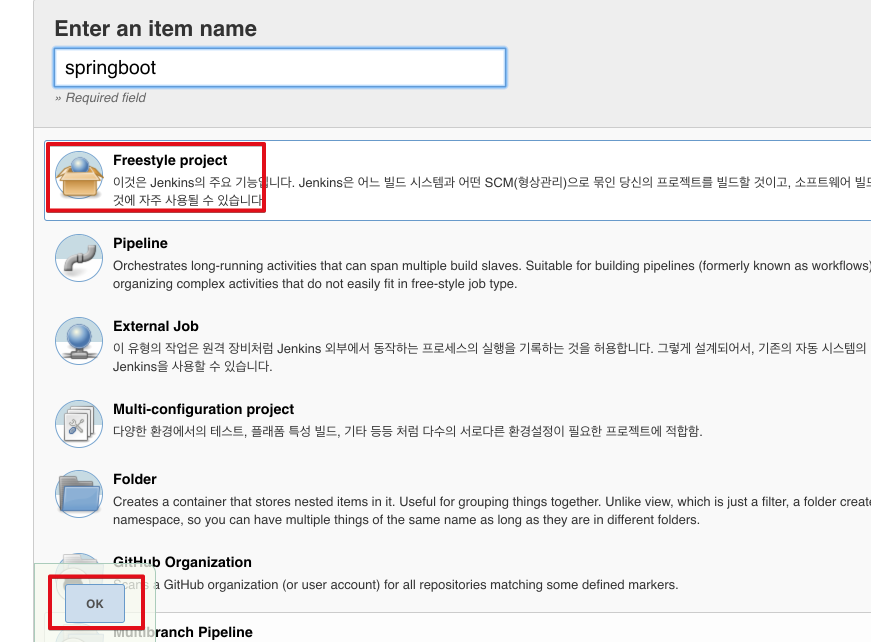 Enter an item name
springboot
» Required field
Freestyle project
이것은 Jenkins의 주요 기능입니다. Jenkins은 어느 빌드 시스템과 어떤 SCM(형상관리)으로 묶인 당신의 프로젝트를 빌드할 것이고, 소프트웨어 빌드
것에 자주 사용될 수 있습니다
Pipeline
Orchestrates long-running activities that can span multiple build slaves. Suitable for building pipelines (formerly known as workflows)
organizing complex activities that do not easily fit in free-style job type.
External Job
이 유형의 작업은 원격 장비처럼 Jenkins 외부에서 동작하는 프로세스의 실행을 기록하는 것을 허용합니다. 그렇게 설계되어서, 기존의 자동 시스템의
Jenkins을 사용할 수 있습니다.
Multi-configuration project
다양한 환경에서의 테스트, 플래폼 특성 빌드, 기타 등등 처럼 다수의 서로다른 환경설정이 필요한 프로젝트에 적합함.
Folder
Creates a container that stores nested items in it. Useful for grouping things together. Unlike view, which is just a filter, a folder create
namespace, so you can have multiple things of the same name as long as they are in different folders.
GitHub Organization
Scans a GitHub organization (or user account) for all repositories matching some defined markers.
OK
Multibranch Pipeline